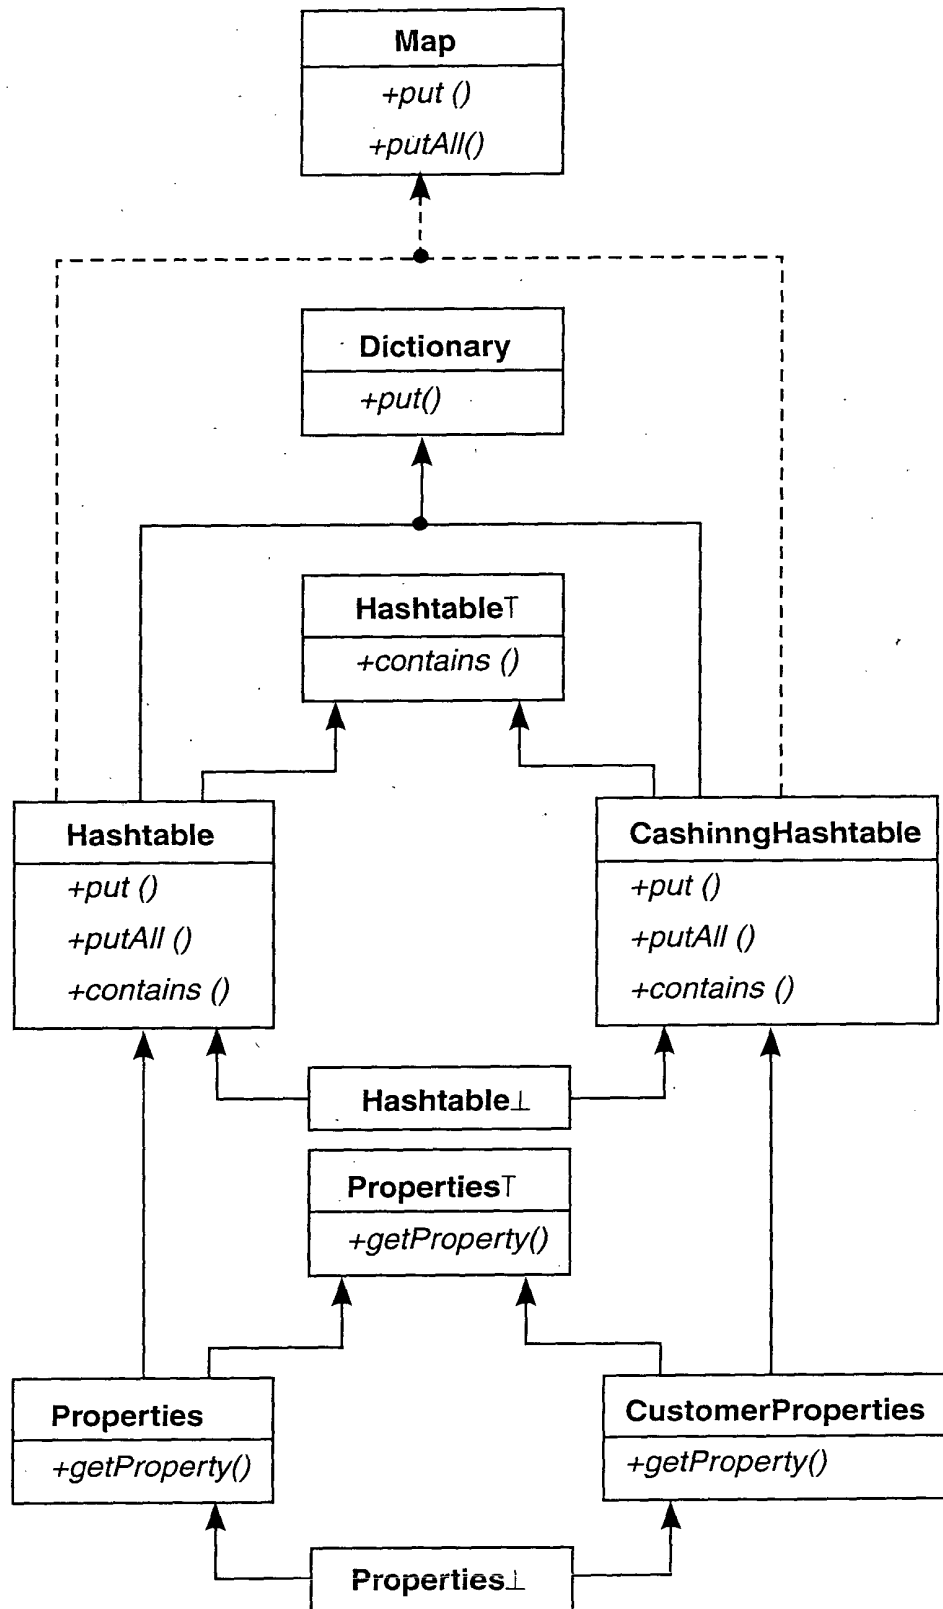 Map
+put ()
+putAll()
Dictionary
+put()
Hashtable⊤
+contains ()
Hashtable
+put ()
+putAll ()
+contains ()
CashinngHashtable
+put ()
+putAll ()
+contains ()
Hashtable⊥
Properties⊤
+getProperty()
Properties
+getProperty()
CustomerProperties
+getProperty()
Properties⊥